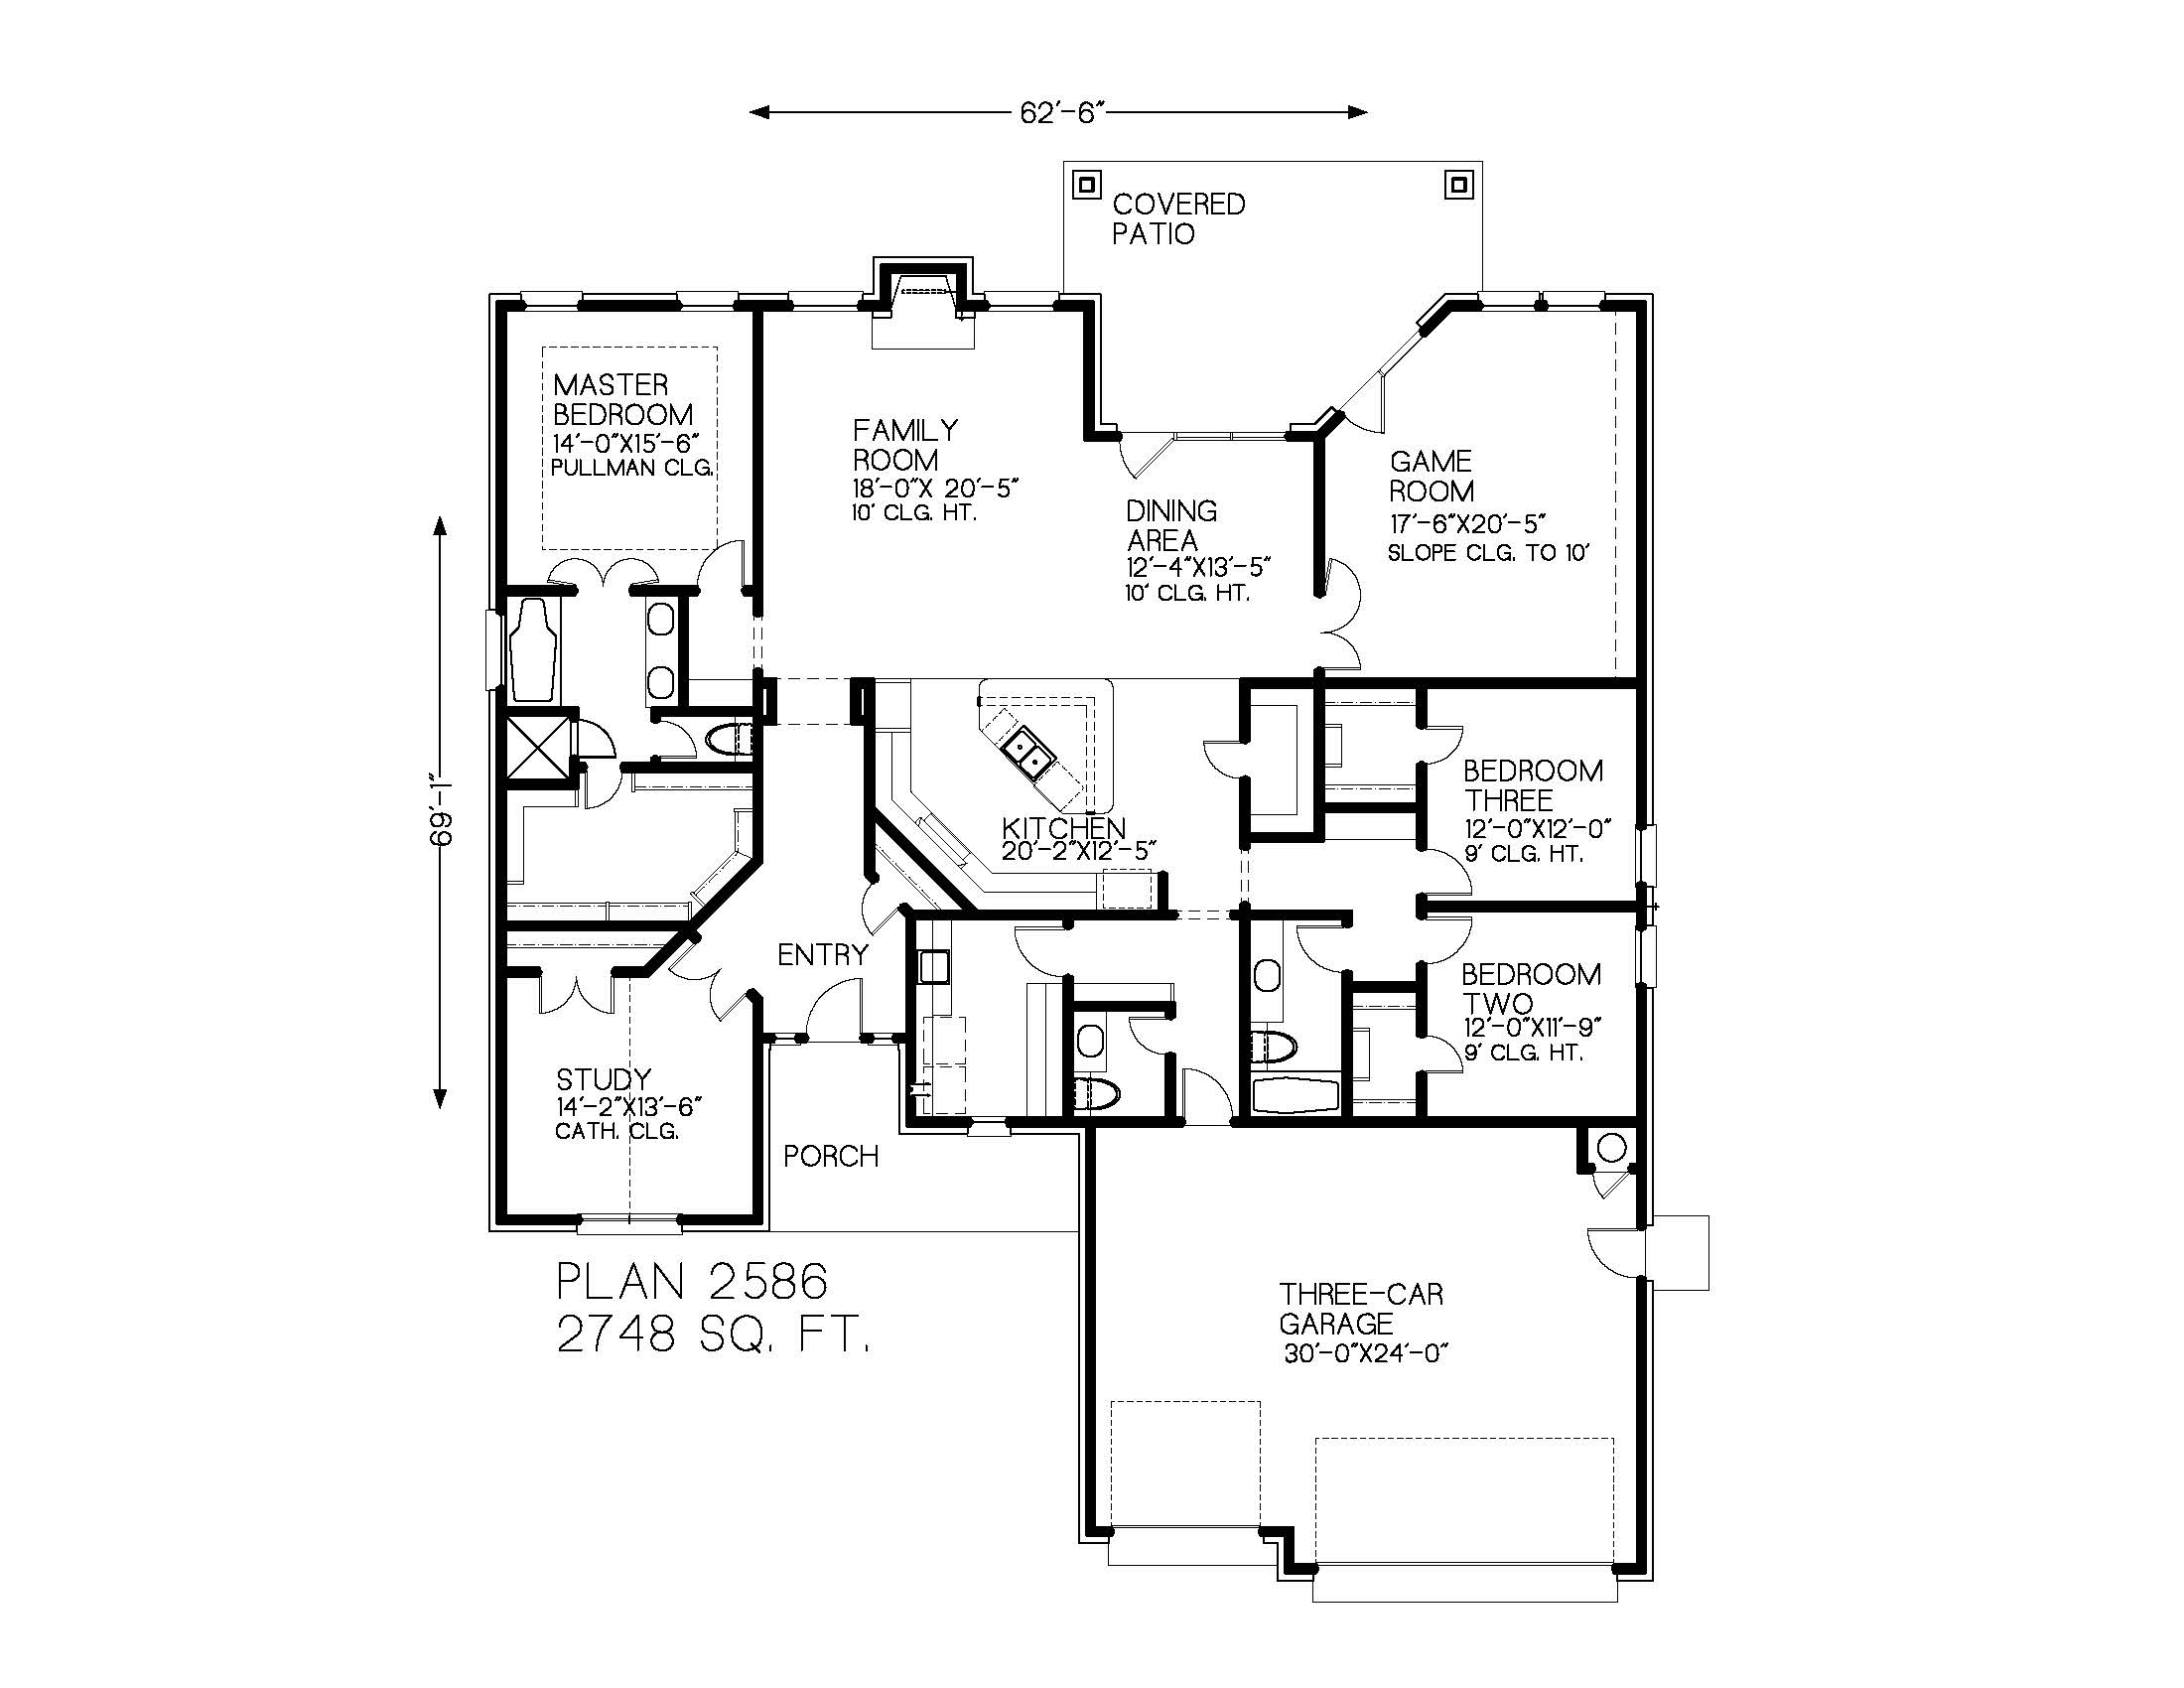 62'-6"
COVERED
PATIO
MASTER
BEDROOM
14'-0"X15'-6"
PULLMAN CLG.
FAMILY
ROOM
18'-0"X 20'-5"
10' CLG. HT.
DINING
AREA
12'-4"X13'-5"
10' CLG. HT.
GAME
ROOM
17'-6"X20'-5"
SLOPE CLG. TO 10'
69'-1"
KITCHEN
20'-2"X12'-5"
BEDROOM
THREE
12'-0"X12'-0"
9' CLG. HT.
ENTRY
BEDROOM
TWO
12'-0"X11'-9"
9' CLG. HT.
STUDY
14'-2"X13'-6"
CATH. CLG.
PORCH
PLAN 2586
2748 SQ. FT.
THREE-CAR
GARAGE
30'-0"X24'-0"